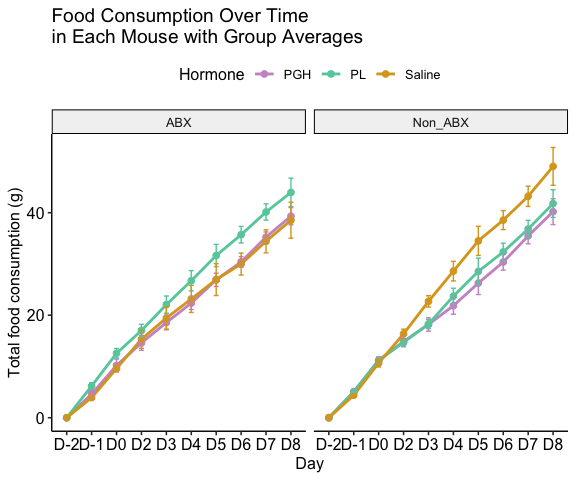 Food Consumption Over Time
in Each Mouse with Group Averages
Hormone PGH PL Saline
ABX Non_ABX
Total food consumption (g)
40
20
0
D-2 D-1 D0 D2 D3 D4 D5 D6 D7 D8 D-2 D-1 D0 D2 D3 D4 D5 D6 D7 D8
Day